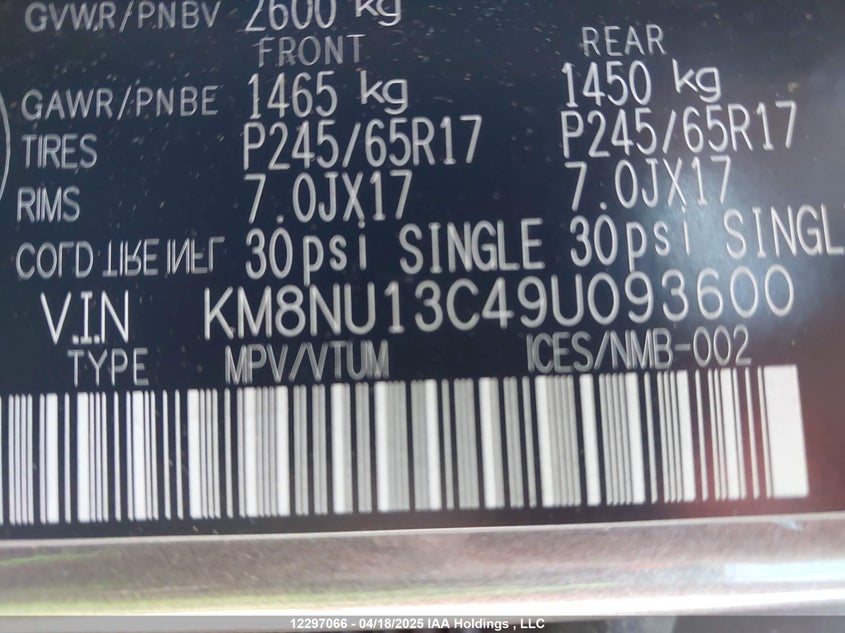 GVWR/PNBV 2600 kg
FRONT REAR
GAWR/PNBE 1465 kg 1450 kg
TIRES P245/65R17 P245/65R17
RIMS 7.0JX17 7.0JX17
COLD TIRE INFL 30psi SINGLE 30psi SINGL
V.I.N KM8NU13C49U093600
TYPE MPV/VTUM ICES/NMB-002
12297066 - 04/18/2025 IAA Holdings , LLC